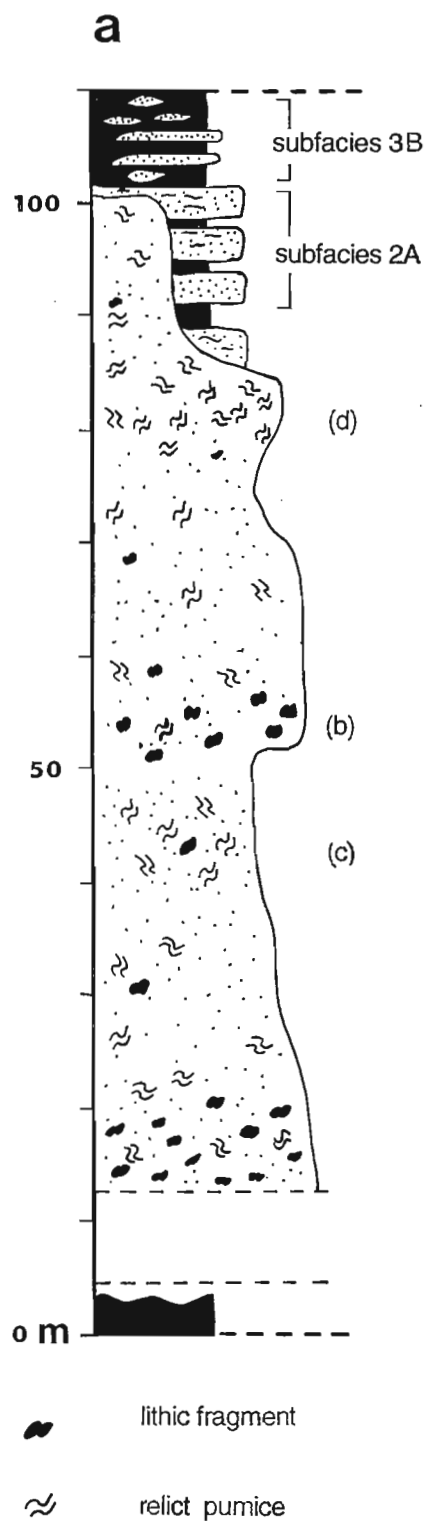 a
subfacies 3B
100
subfacies 2A
(d)
(b)
50
(c)
0 m
lithic fragment
relict pumice